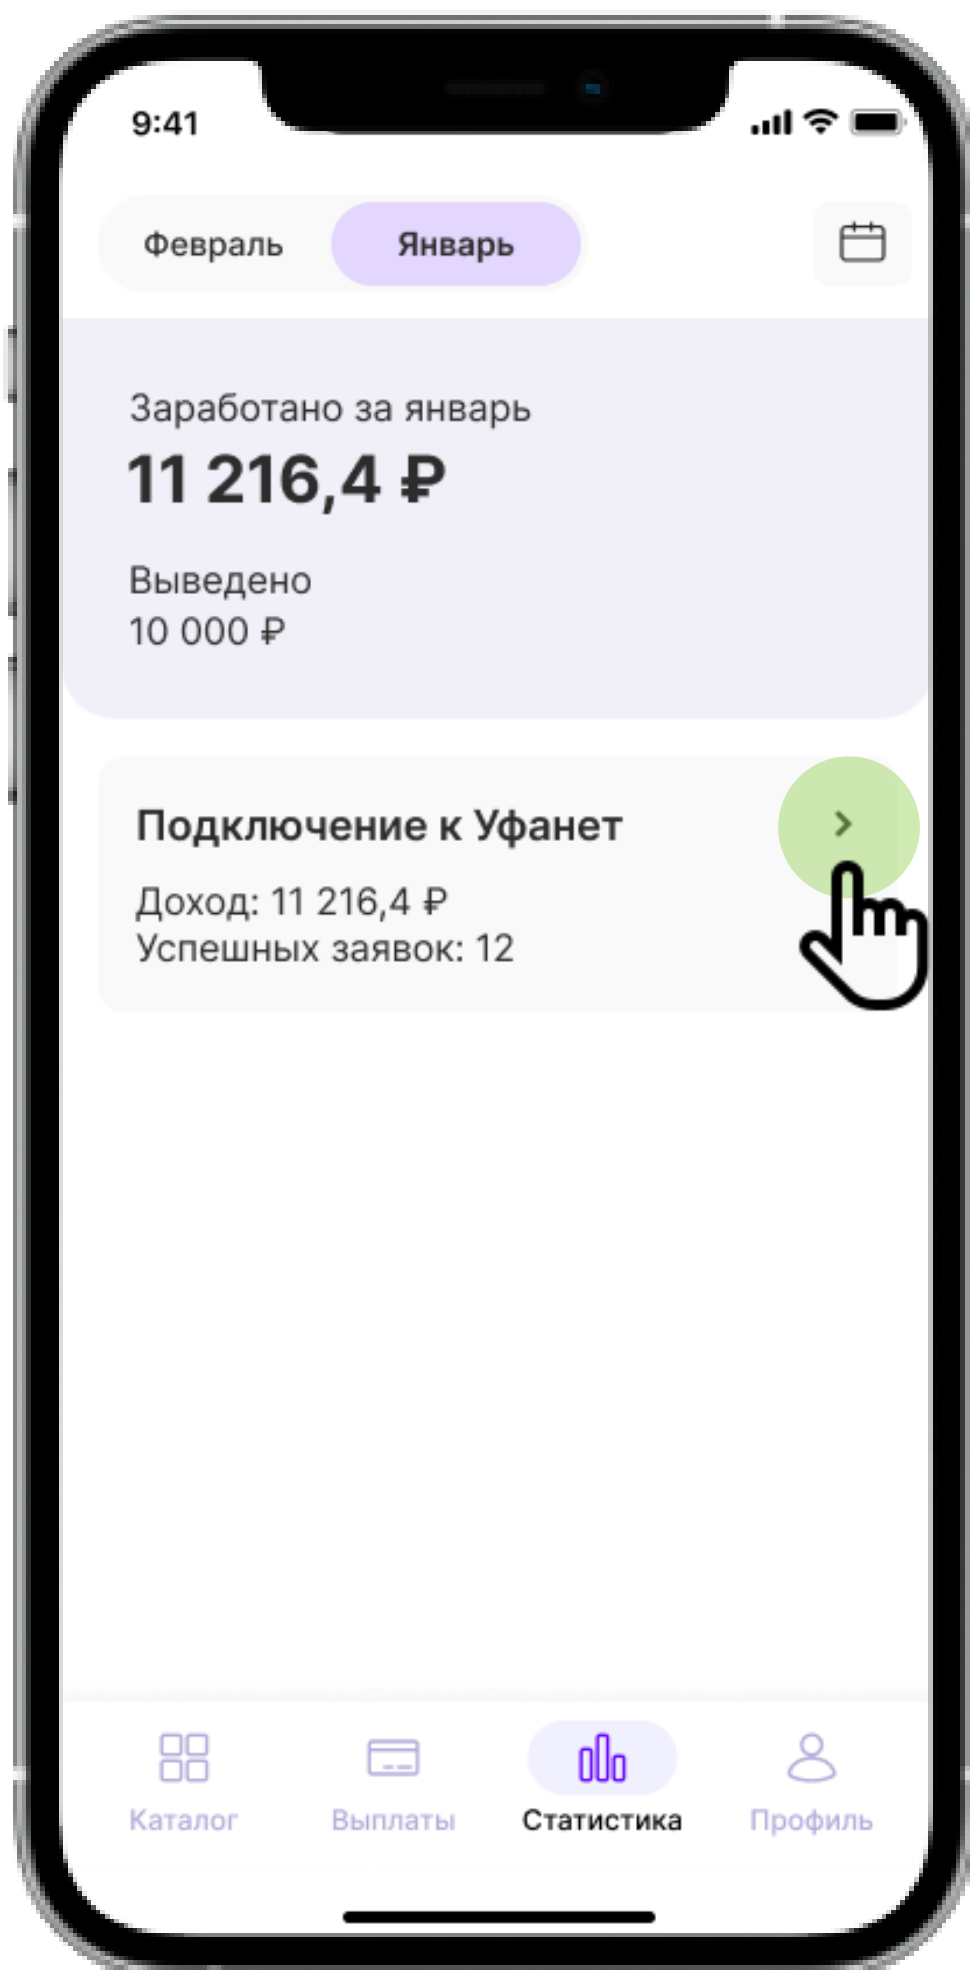 9:41
Февраль Январь
Заработано за январь
11 216,4 ₽
Выведено
10 000 ₽
Подключение к Уфанет
Доход: 11 216,4 ₽
Успешных заявок: 12
Каталог Выплаты Статистика Профиль